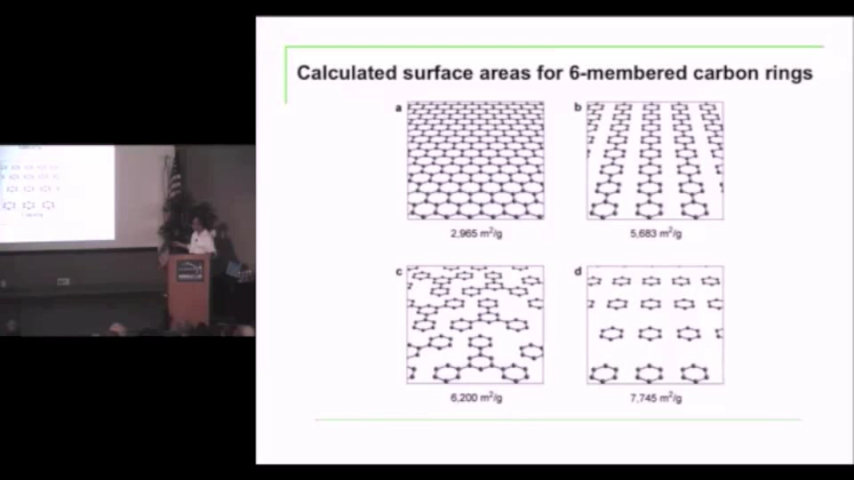 Calculated surface areas for 6-membered carbon rings
a
b
2,965 m²/g
5,683 m²/g
c
d
6,200 m²/g
7,745 m²/g